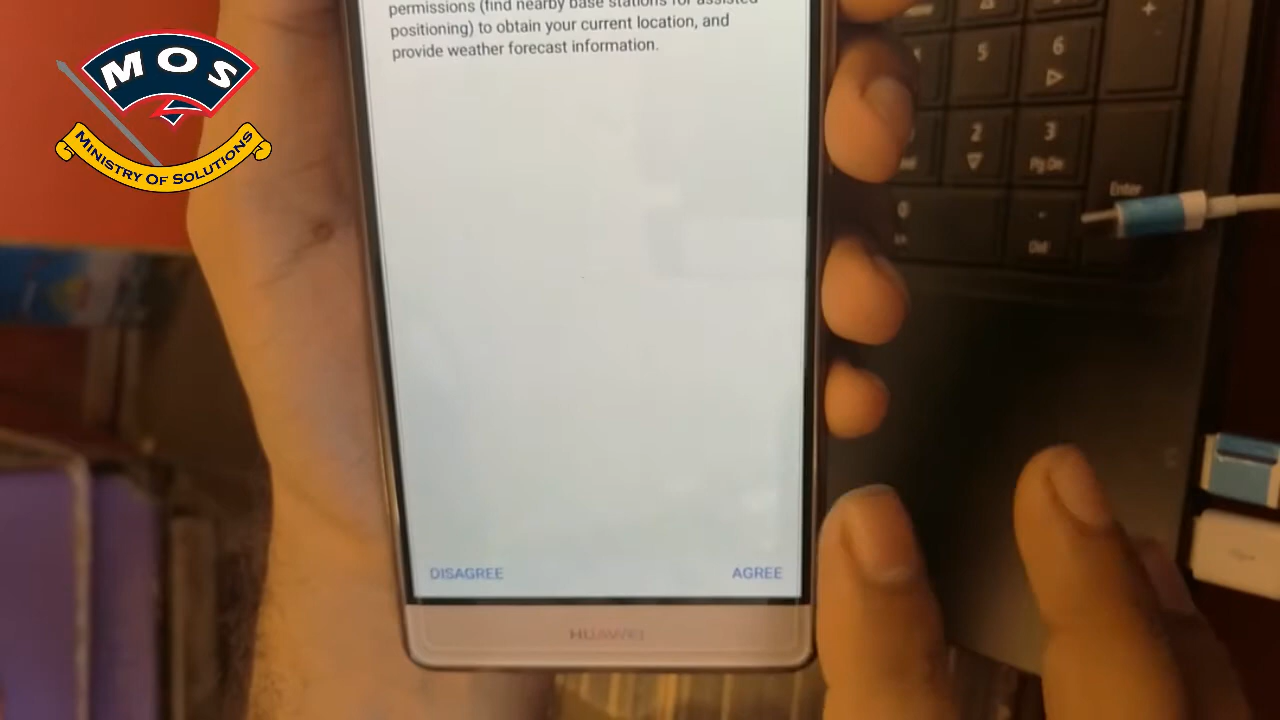 MOS
MINISTRY OF SOLUTIONS
permissions (find nearby base stations for assisted
positioning) to obtain your current location, and
provide weather forecast information.
DISAGREE
AGREE
HUAWEI
+
5
6
2
3
Pg Dn
Enter
0
.
Del